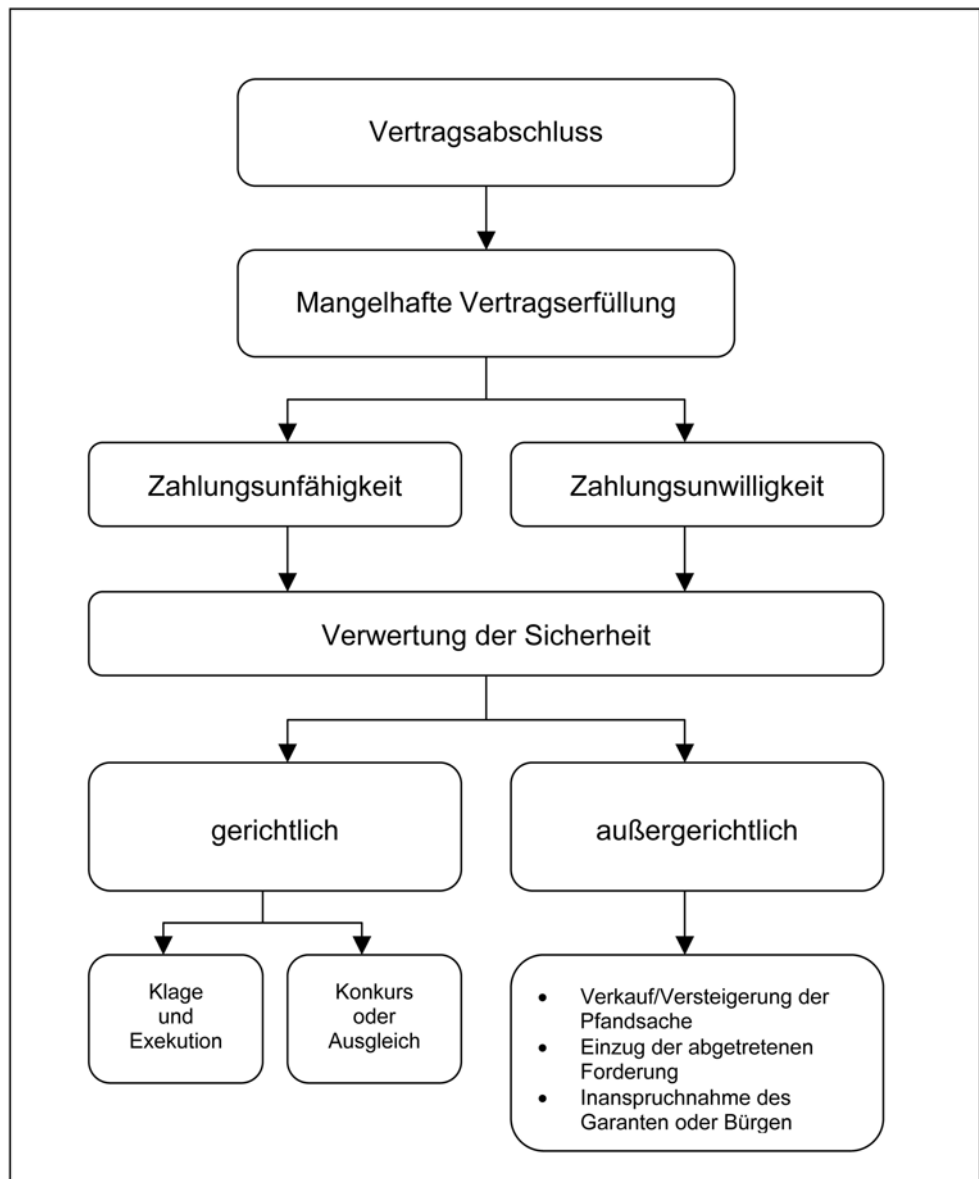 Vertragsabschluss
Mangelhafte Vertragserfüllung
Zahlungsunfähigkeit
Zahlungsunwilligkeit
Verwertung der Sicherheit
gerichtlich
außergerichtlich
Klage
und
Exekution
Konkurs
oder
Ausgleich
• Verkauf/Versteigerung der
Pfandsache
• Einzug der abgetretenen
Forderung
• Inanspruchnahme des
Garanten oder Bürgen